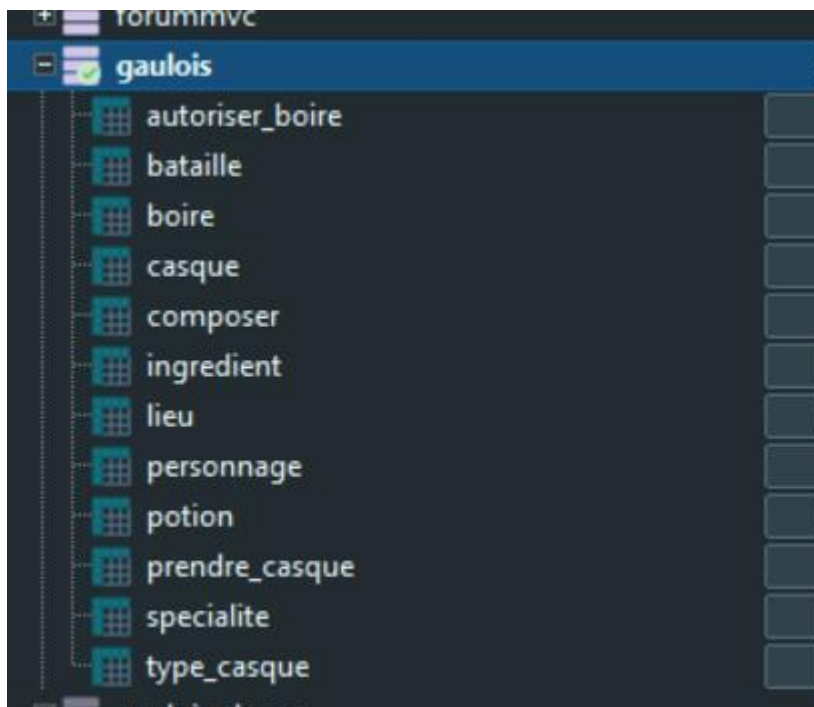 forummvc
gaulois
autoriser_boire
bataille
boire
casque
composer
ingredient
lieu
personnage
potion
prendre_casque
specialite
type_casque